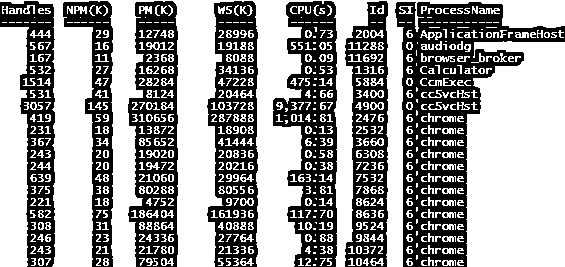 Handles NPM(K) PM(K) WS(K) CPU(s) Id SI ProcessName
444 29 12748 28996 0.73 2004 6 ApplicationFrameHost
567 16 19012 19188 551.05 11288 0 audiodg
167 11 2368 8088 0.09 11692 6 browser_broker
532 27 16268 34136 0.53 1316 6 Calculator
1514 47 28284 47228 475.14 5884 0 CcmExec
531 41 8124 20464 4.66 3400 6 ccSvcHst
3057 145 270184 103728 9,377.67 4900 0 ccSvcHst
419 59 310656 287888 1,014.81 2476 6 chrome
231 18 13872 18908 0.13 2532 6 chrome
367 34 85652 41444 6.39 3660 6 chrome
243 20 19020 20836 0.58 6308 6 chrome
244 20 19472 20216 0.38 7236 6 chrome
639 48 21060 29964 163.14 7532 6 chrome
375 38 80288 80556 3.81 7868 6 chrome
221 18 4752 9700 0.14 8624 6 chrome
582 75 186404 161936 117.70 8636 6 chrome
308 31 88864 40888 10.19 9524 6 chrome
246 23 24336 27764 0.88 9844 6 chrome
243 21 21780 21336 4.38 10372 6 chrome
307 28 79504 55364 12.75 10464 6 chrome